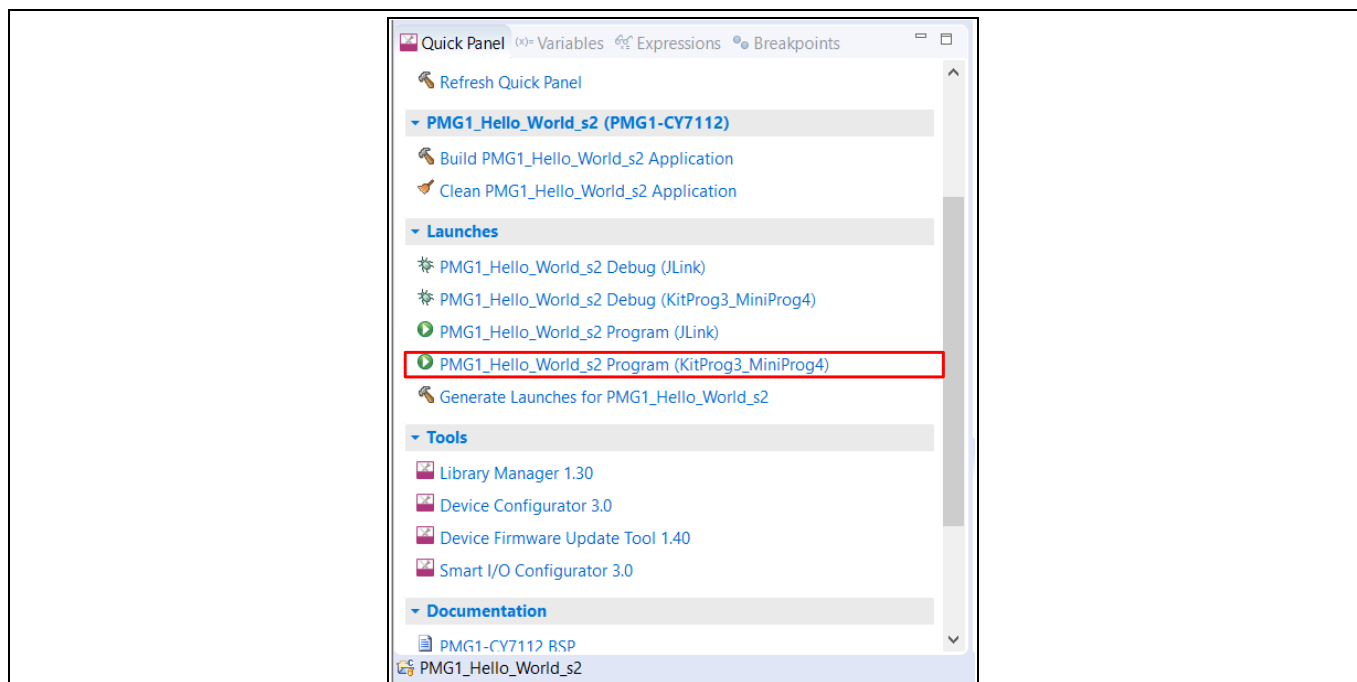 Quick Panel (x)= Variables Expressions Breakpoints
Refresh Quick Panel
PMG1_Hello_World_s2 (PMG1-CY7112)
Build PMG1_Hello_World_s2 Application
Clean PMG1_Hello_World_s2 Application
Launches
PMG1_Hello_World_s2 Debug (JLink)
PMG1_Hello_World_s2 Debug (KitProg3_MiniProg4)
PMG1_Hello_World_s2 Program (JLink)
PMG1_Hello_World_s2 Program (KitProg3_MiniProg4)
Generate Launches for PMG1_Hello_World_s2
Tools
Library Manager 1.30
Device Configurator 3.0
Device Firmware Update Tool 1.40
Smart I/O Configurator 3.0
Documentation
PMG1-CY7112 BSP
PMG1_Hello_World_s2